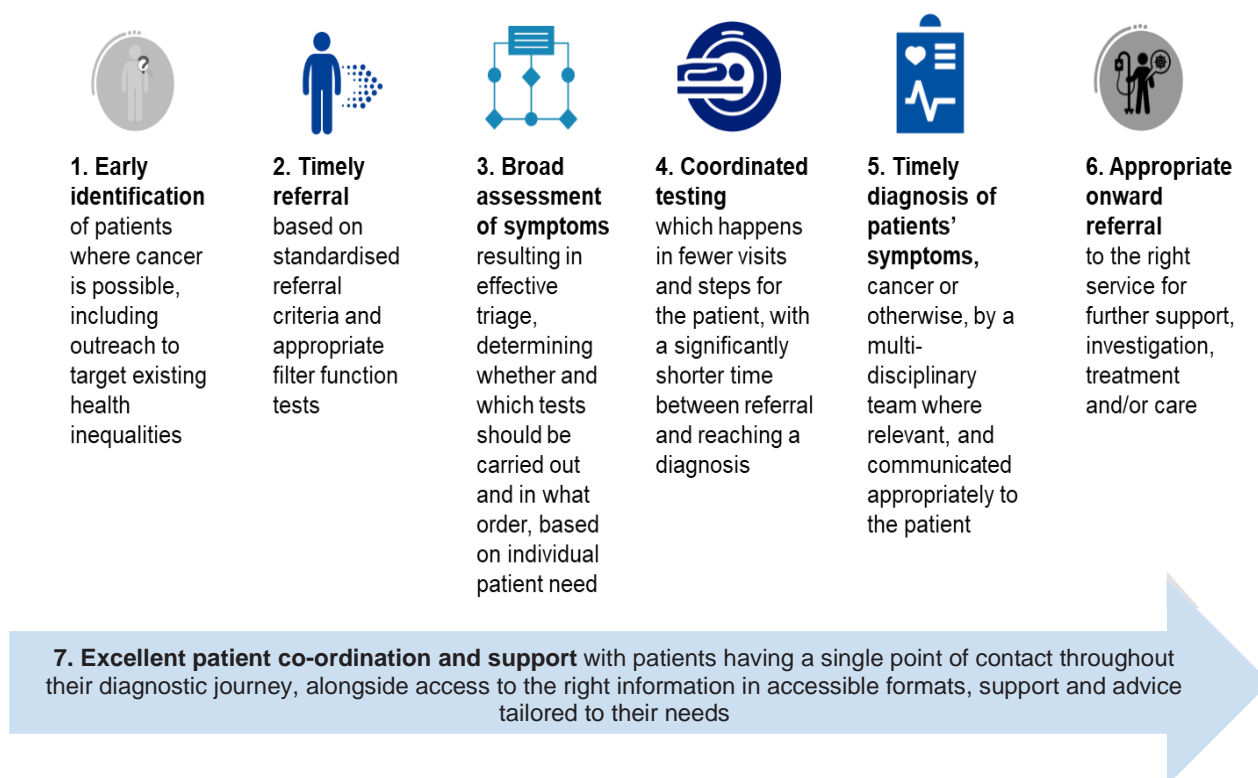 ?
1. Early
identification
of patients
where cancer
is possible,
including
outreach to
target existing
health
inequalities
2. Timely
referral
based on
standardised
referral
criteria and
appropriate
filter function
tests
3. Broad
assessment
of symptoms
resulting in
effective
triage,
determining
whether and
which tests
should be
carried out
and in what
order, based
on individual
patient need
4. Coordinated
testing
which happens
in fewer visits
and steps for
the patient, with
a significantly
shorter time
between referral
and reaching a
diagnosis
5. Timely
diagnosis of
patients’
symptoms,
cancer or
otherwise, by a
multi-
disciplinary
team where
relevant, and
communicated
appropriately to
the patient
6. Appropriate
onward
referral
to the right
service for
further support,
investigation,
treatment
and/or care
7. Excellent patient co-ordination and support with patients having a single point of contact throughout
their diagnostic journey, alongside access to the right information in accessible formats, support and advice
tailored to their needs